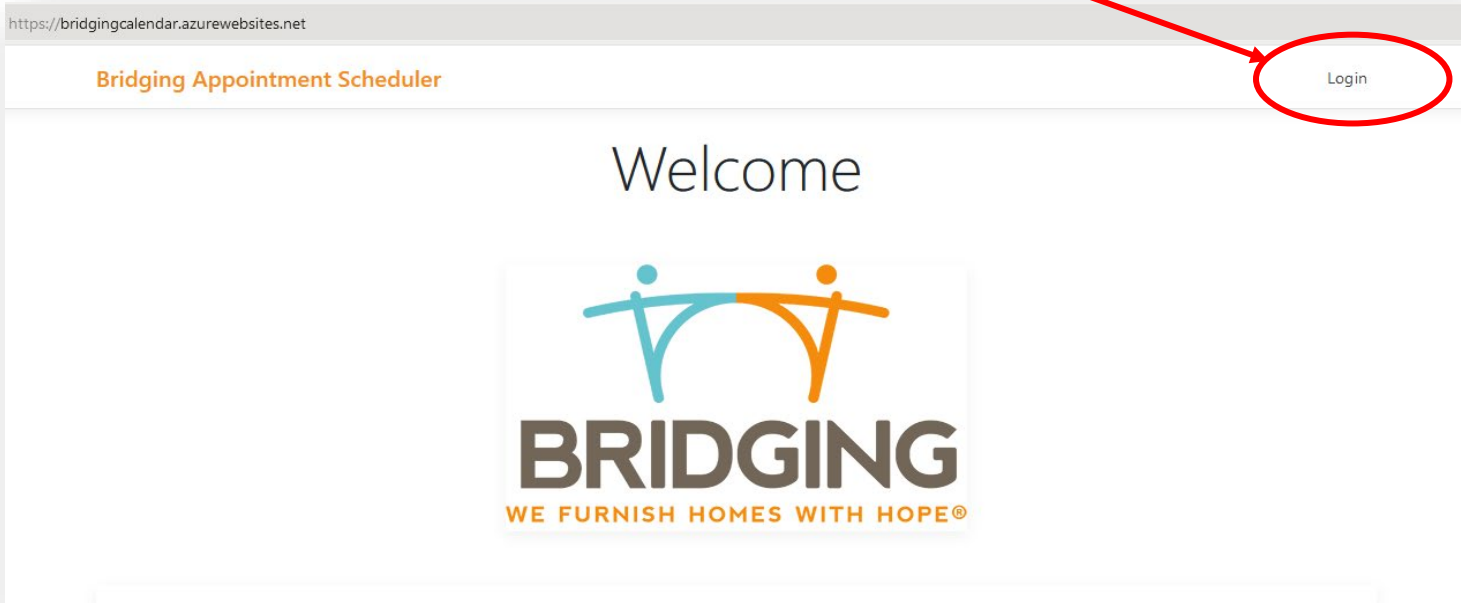 https://bridgingcalendar.azurewebsites.net
Bridging Appointment Scheduler
Login
Welcome
BRIDGING
WE FURNISH HOMES WITH HOPE®